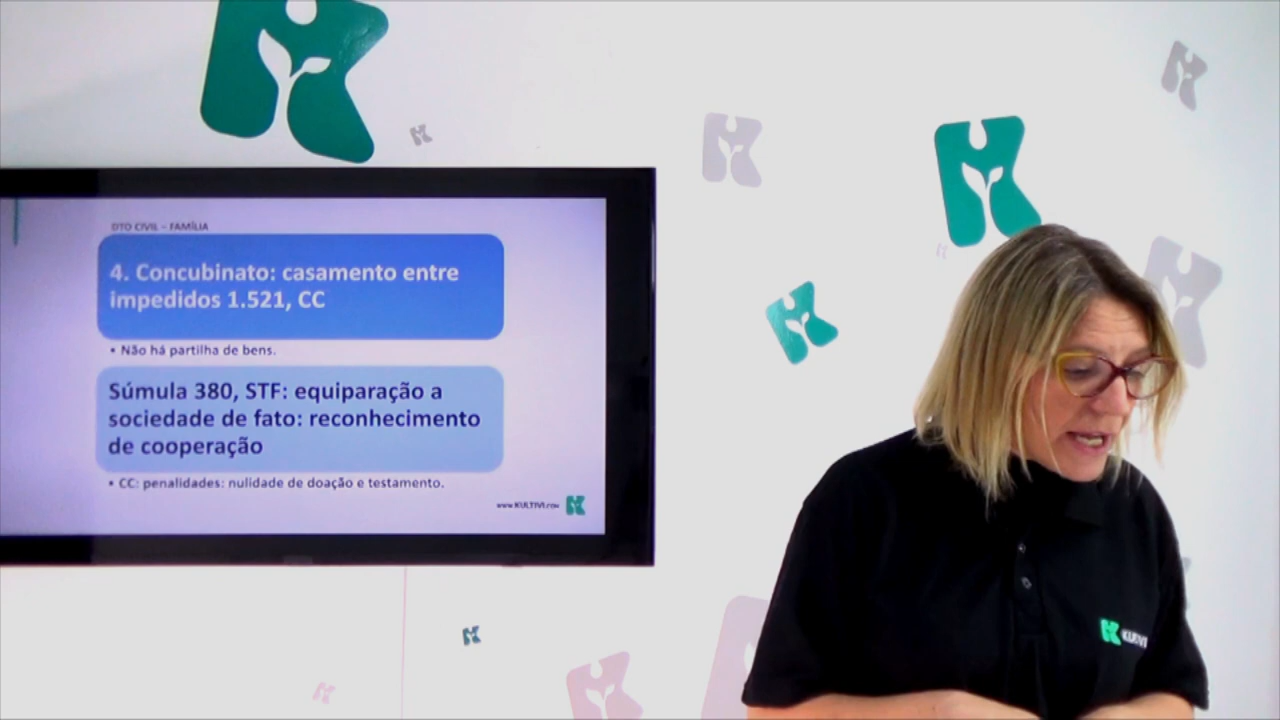 DTO CIVIL – FAMÍLIA
4. Concubinato: casamento entre
impedidos 1.521, CC
• Não há partilha de bens.
Súmula 380, STF: equiparação a
sociedade de fato: reconhecimento
de cooperação
• CC: penalidades: nulidade de doação e testamento.
www.KULTIVI.com
KULTIVI